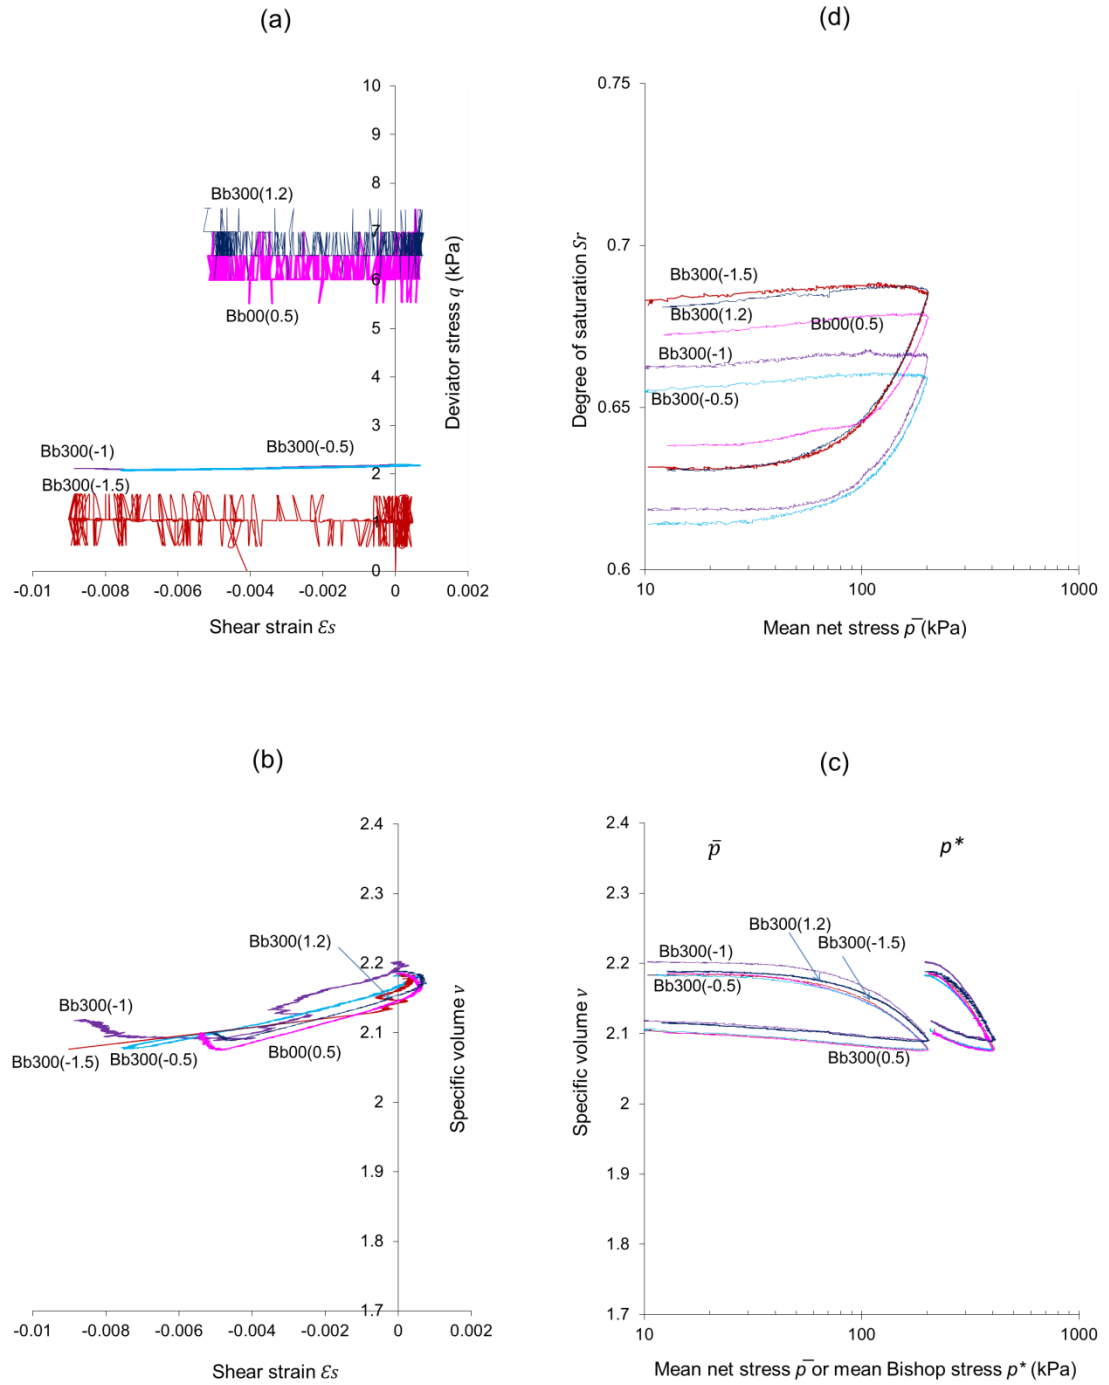 (a)
10
9
8
7
6
5
4
3
2
1
0
-0.01
-0.008
-0.006
-0.004
-0.002
0
0.002
Bb300(1.2)
Bb00(0.5)
Bb300(-1)
Bb300(-0.5)
Bb300(-1.5)
Deviator stress q (kPa)
Shear strain Ɛs
(d)
0.75
0.7
0.65
0.6
10
100
1000
Bb300(-1.5)
Bb300(1.2)
Bb00(0.5)
Bb300(-1)
Bb300(-0.5)
Degree of saturation Sr
Mean net stress p̅ (kPa)
(b)
2.4
2.3
2.2
2.1
2
1.9
1.8
1.7
-0.01
-0.008
-0.006
-0.004
-0.002
0
0.002
Bb300(1.2)
Bb300(-1)
Bb300(-1.5)
Bb300(-0.5)
Bb00(0.5)
Specific volume v
Shear strain Ɛs
(c)
2.4
2.3
2.2
2.1
2
1.9
1.8
1.7
10
100
1000
p̅
p*
Bb300(1.2)
Bb300(-1)
Bb300(-1.5)
Bb300(-0.5)
Bb300(0.5)
Specific volume v
Mean net stress p̅ or mean Bishop stress p* (kPa)